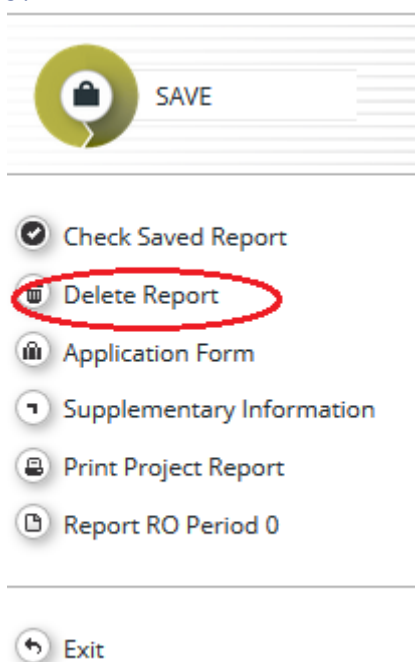 SAVE
Check Saved Report
Delete Report
Application Form
Supplementary Information
Print Project Report
Report RO Period 0
Exit